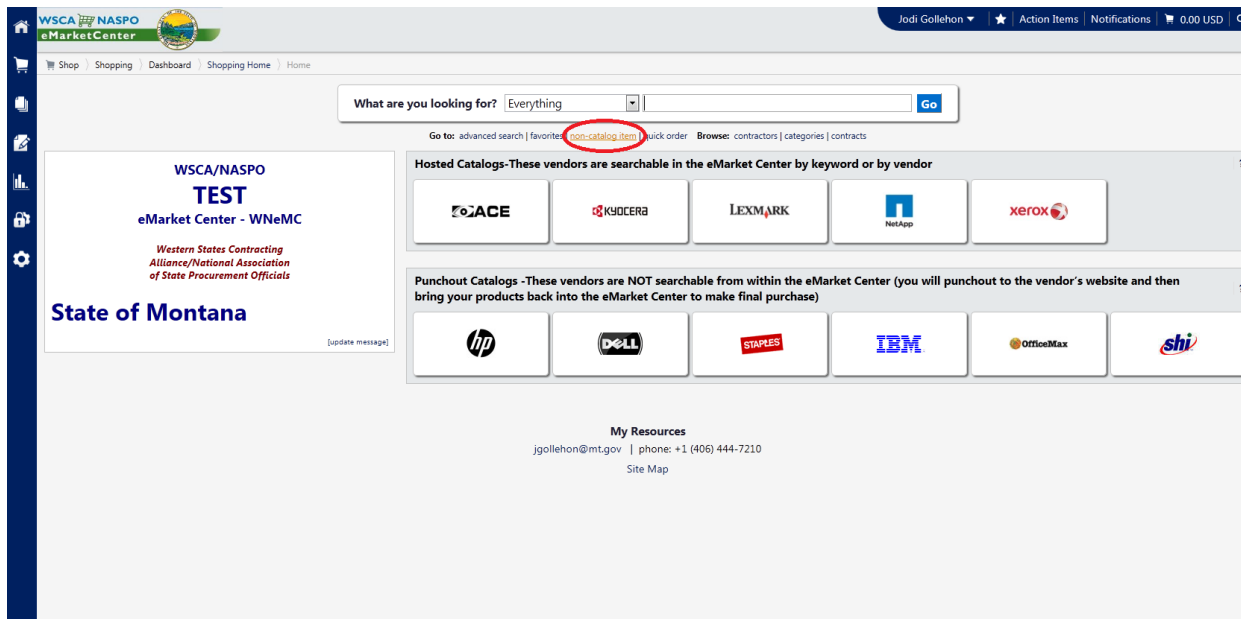 WSCA NASPO
eMarketCenter
Jodi Gollehon | Action Items | Notifications | 0.00 USD
Shop Shopping Dashboard Shopping Home Home
What are you looking for? Everything Go
Go to: advanced search | favorites | non-catalog item | quick order Browse: contractors | categories | contracts
WSCA/NASPO
TEST
eMarket Center - WNeMC
Western States Contracting
Alliance/National Association
of State Procurement Officials
State of Montana
[update message]
Hosted Catalogs-These vendors are searchable in the eMarket Center by keyword or by vendor
ACE
KYOCERA
LEXMARK
NetApp
xerox
Punchout Catalogs -These vendors are NOT searchable from within the eMarket Center (you will punchout to the vendor's website and then
bring your products back into the eMarket Center to make final purchase)
hp
DELL
STAPLES
IBM
OfficeMax
shi
My Resources
jgollehon@mt.gov | phone: +1 (406) 444-7210
Site Map